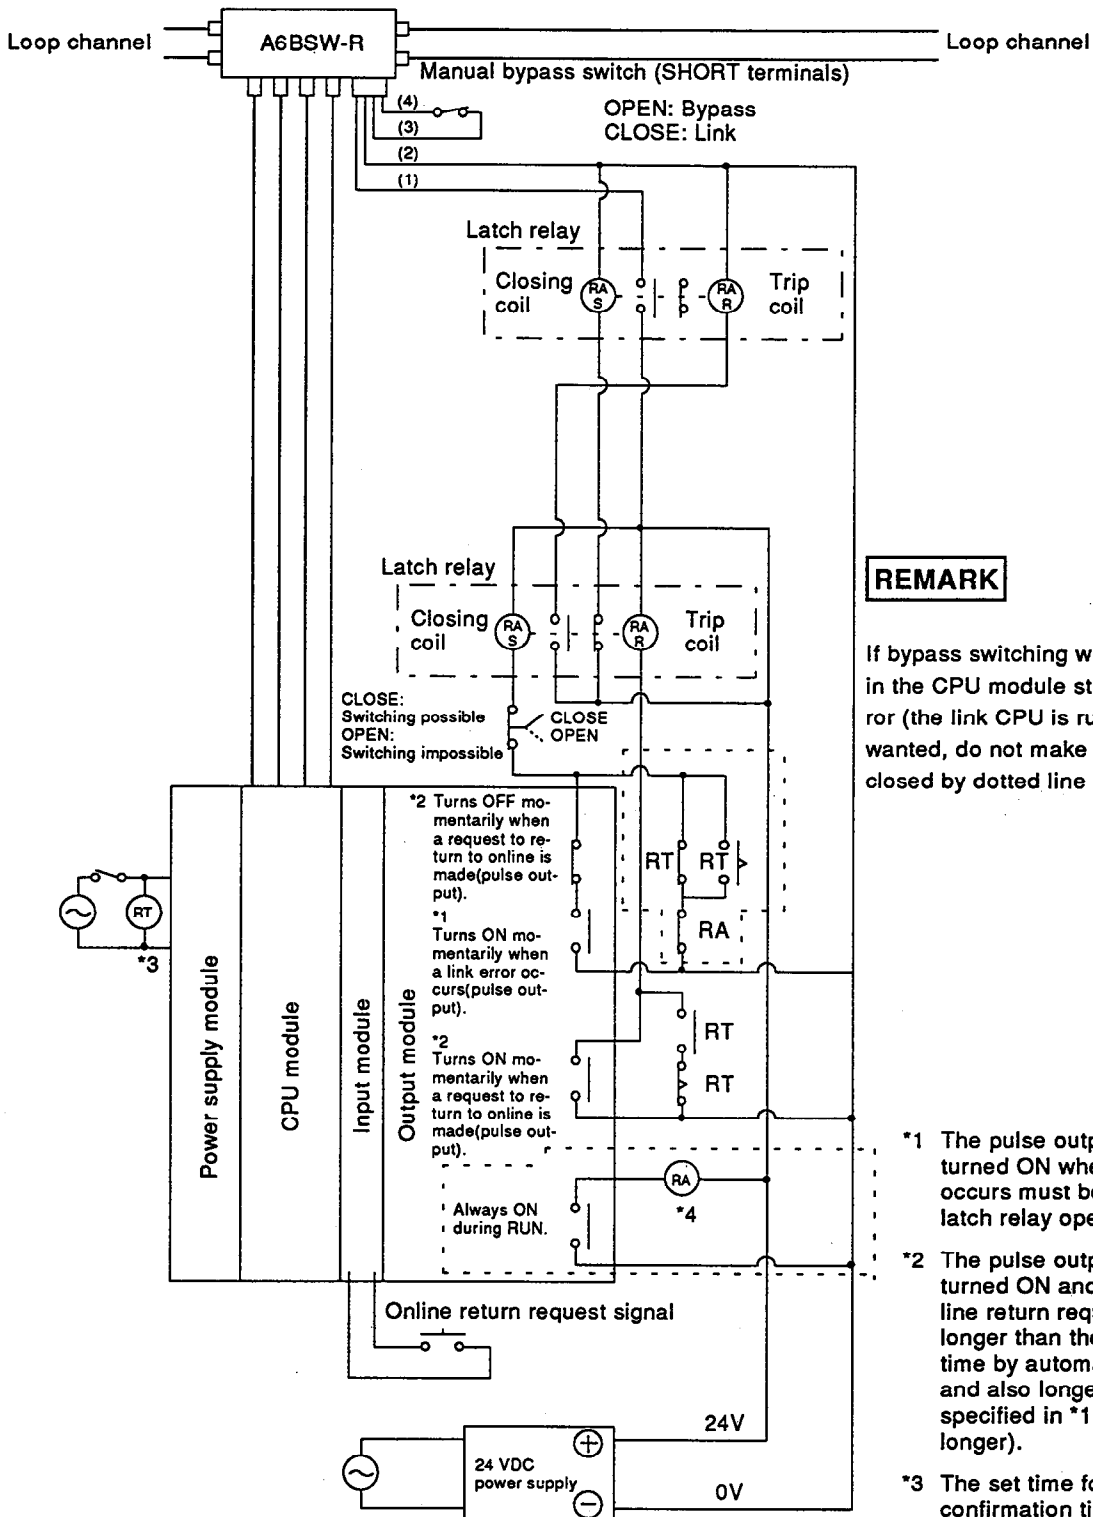 Loop channel
A6BSW-R
Loop channel
Manual bypass switch (SHORT terminals)
(4)
(3)
(2)
(1)
OPEN: Bypass
CLOSE: Link
Latch relay
Closing
coil
RA
S
RA
R
Trip
coil
Latch relay
Closing
coil
RA
S
RA
R
Trip
coil
REMARK
If bypass switching w
in the CPU module st
ror (the link CPU is ru
wanted, do not make
closed by dotted line
CLOSE:
Switching possible
OPEN:
Switching impossible
CLOSE
OPEN
*2 Turns OFF mo-
mentarily when
a request to re-
turn to online is
made(pulse out-
put).
*1
Turns ON mo-
mentarily when
a link error oc-
curs(pulse out-
put).
*2
Turns ON mo-
mentarily when
a request to re-
turn to online is
made(pulse out-
put).
Always ON
during RUN.
RT
RT
RA
RT
RT
RA
*4
RT
*3
Power supply module
CPU module
Input module
Output module
Online return request signal
24 VDC
power supply
+
−
24V
0V
*1 The pulse outp
turned ON whe
occurs must be
latch relay ope
*2 The pulse outp
turned ON and
line return req
longer than the
time by automa
and also longe
specified in *1
longer).
*3 The set time fo
confirmation ti